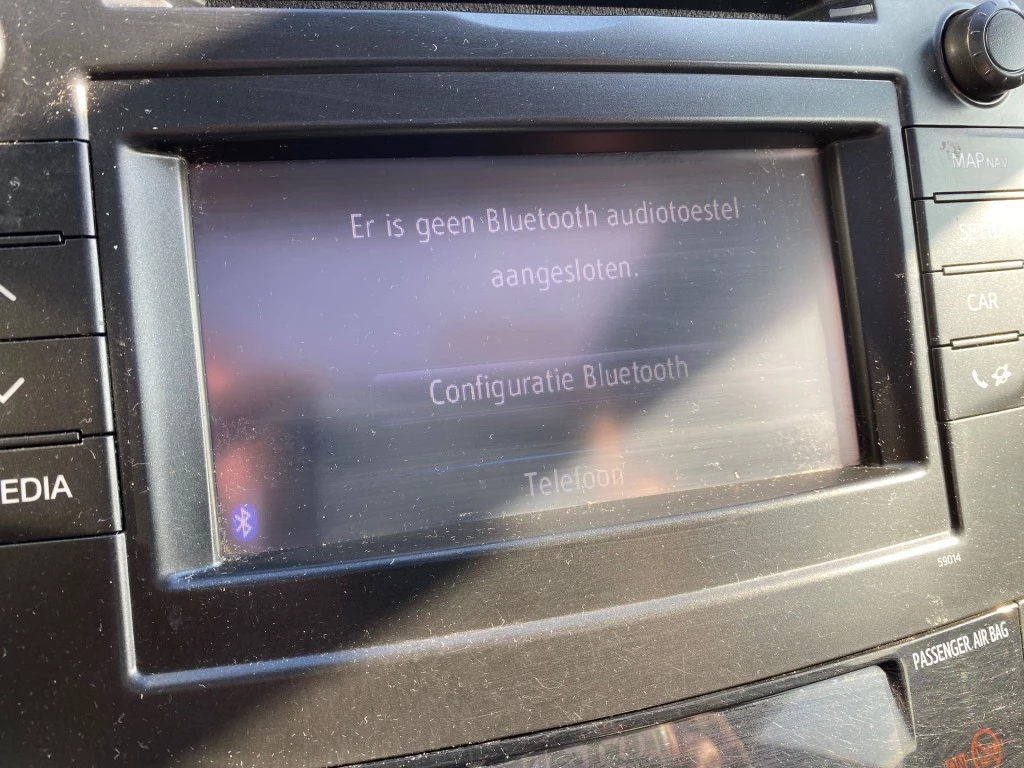 MAP NAV
Er is geen Bluetooth audiotoestel
aangesloten.
CAR
Configuratie Bluetooth
EDIA
Telefoon
59014
PASSENGER AIR BAG